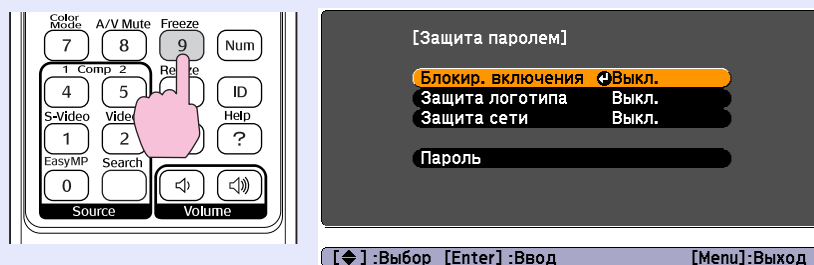 Color Mode A/V Mute Freeze
7 8 9 Num
1 Comp 2
4 5 ID
S-Video Help
1 2 ?
EasyMP Search
0
Source Volume
[Защита паролем]
Блокир. включения Выкл.
Защита логотипа Выкл.
Защита сети Выкл.
Пароль
[◆]:Выбор [Enter]:Ввод [Menu]:Выход